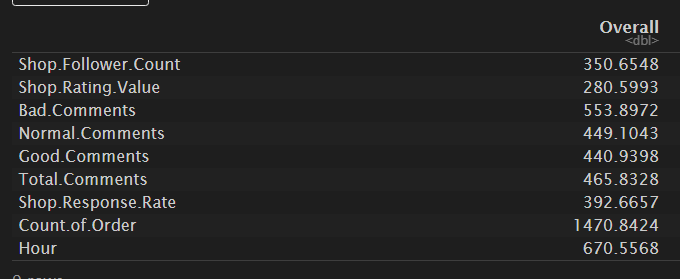 Overall
<dbl>
Shop.Follower.Count 350.6548
Shop.Rating.Value 280.5993
Bad.Comments 553.8972
Normal.Comments 449.1043
Good.Comments 440.9398
Total.Comments 465.8328
Shop.Response.Rate 392.6657
Count.of.Order 1470.8424
Hour 670.5568